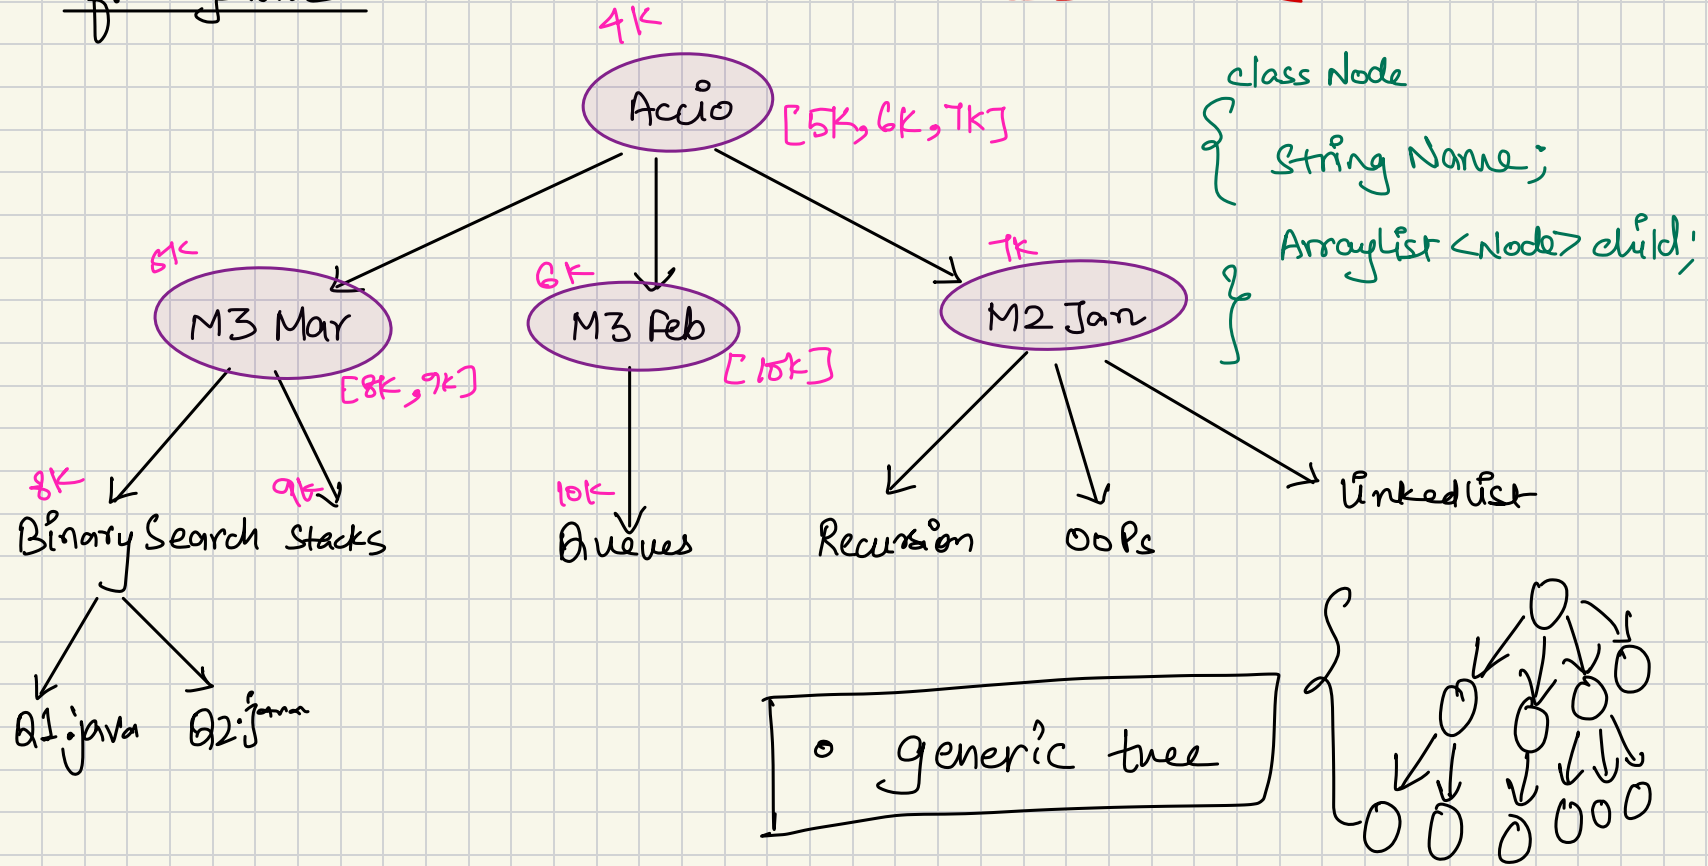 4K
Accio
[5K, 6K, 7K]
class Node
{
String Name;
ArrayList <Node> child;
}
5K
6K
7K
M3 Mar
M3 Feb
M2 Jan
[8K, 9K]
[10K]
8K
9K
10K
Binary Search
Stacks
Queues
Recursion
OOPs
Linkedlist
Q1.java
Q2.java
• generic tree